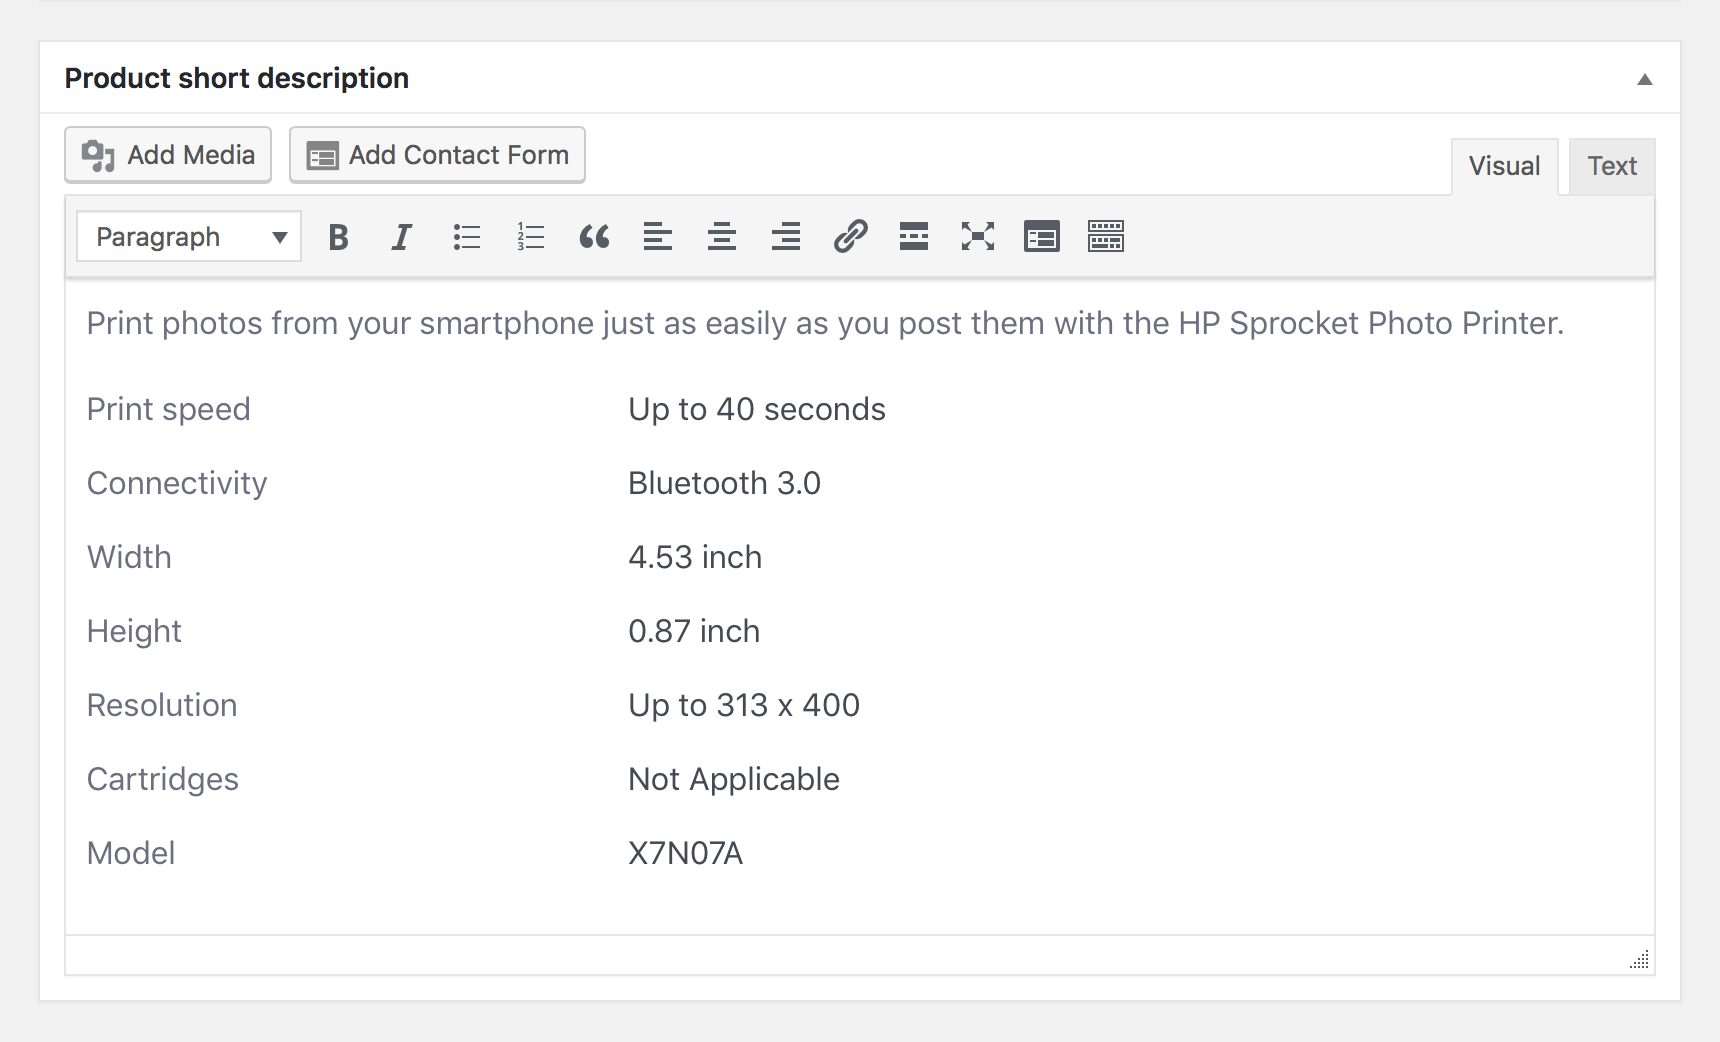 Product short description
Add Media Add Contact Form Visual Text
Paragraph
Print photos from your smartphone just as easily as you post them with the HP Sprocket Photo Printer.
Print speed Up to 40 seconds
Connectivity Bluetooth 3.0
Width 4.53 inch
Height 0.87 inch
Resolution Up to 313 x 400
Cartridges Not Applicable
Model X7N07A